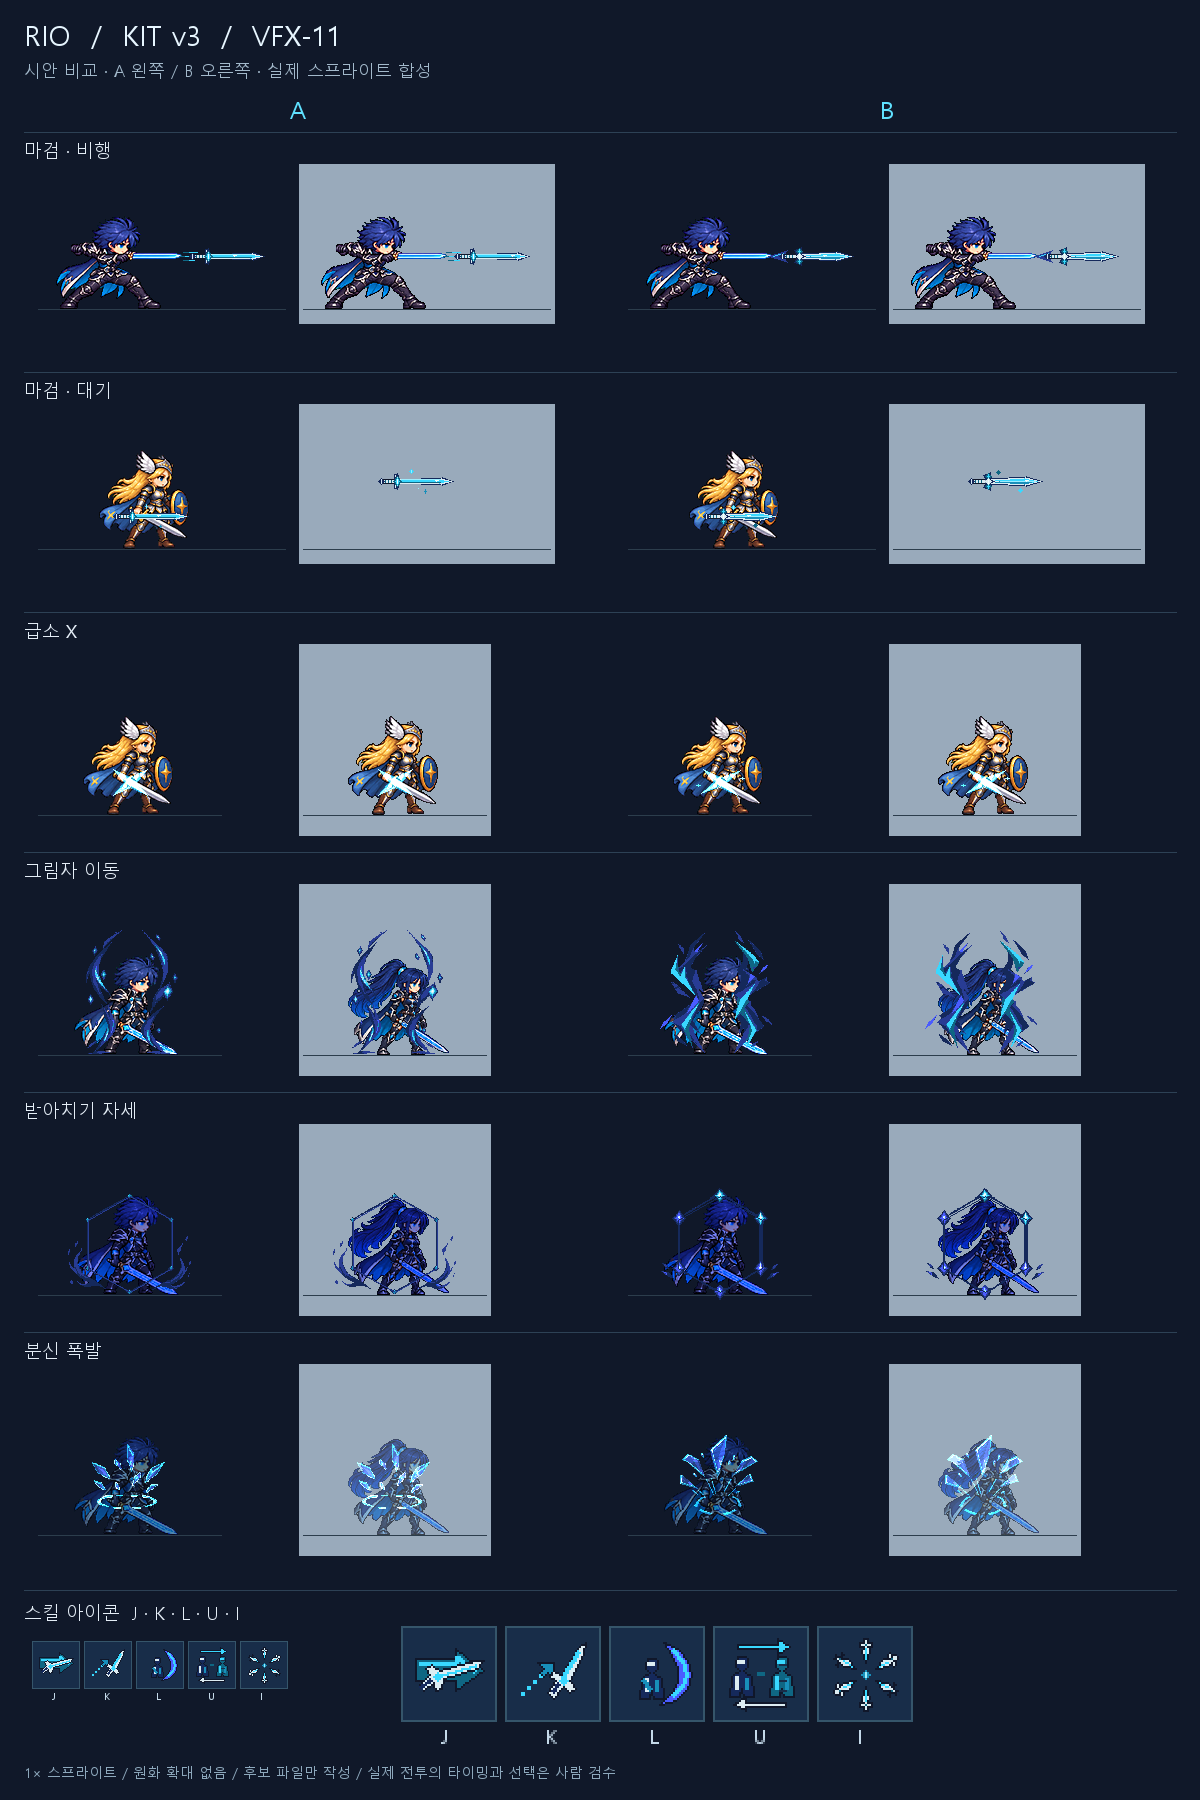 RIO / KIT v3 / VFX-11
시안 비교 · A 왼쪽 / B 오른쪽 · 실제 스프라이트 합성
A B
마검 · 비행
마검 · 대기
급소 X
그림자 이동
받아치기 자세
분신 폭발
스킬 아이콘 J · K · L · U · I
J K L U I
J K L U I
1× 스프라이트 / 원화 확대 없음 / 후보 파일만 작성 / 실제 전투의 타이밍과 선택은 사람 검수